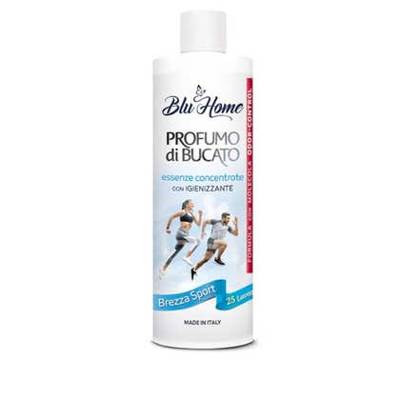 Blu Home
PROFUMO
di BUCATO
essenze concentrate
CON IGIENIZZANTE
FORMULA CON MOLECOLA ODOR-CONTROL
Brezza Sport
25
MADE IN ITALY